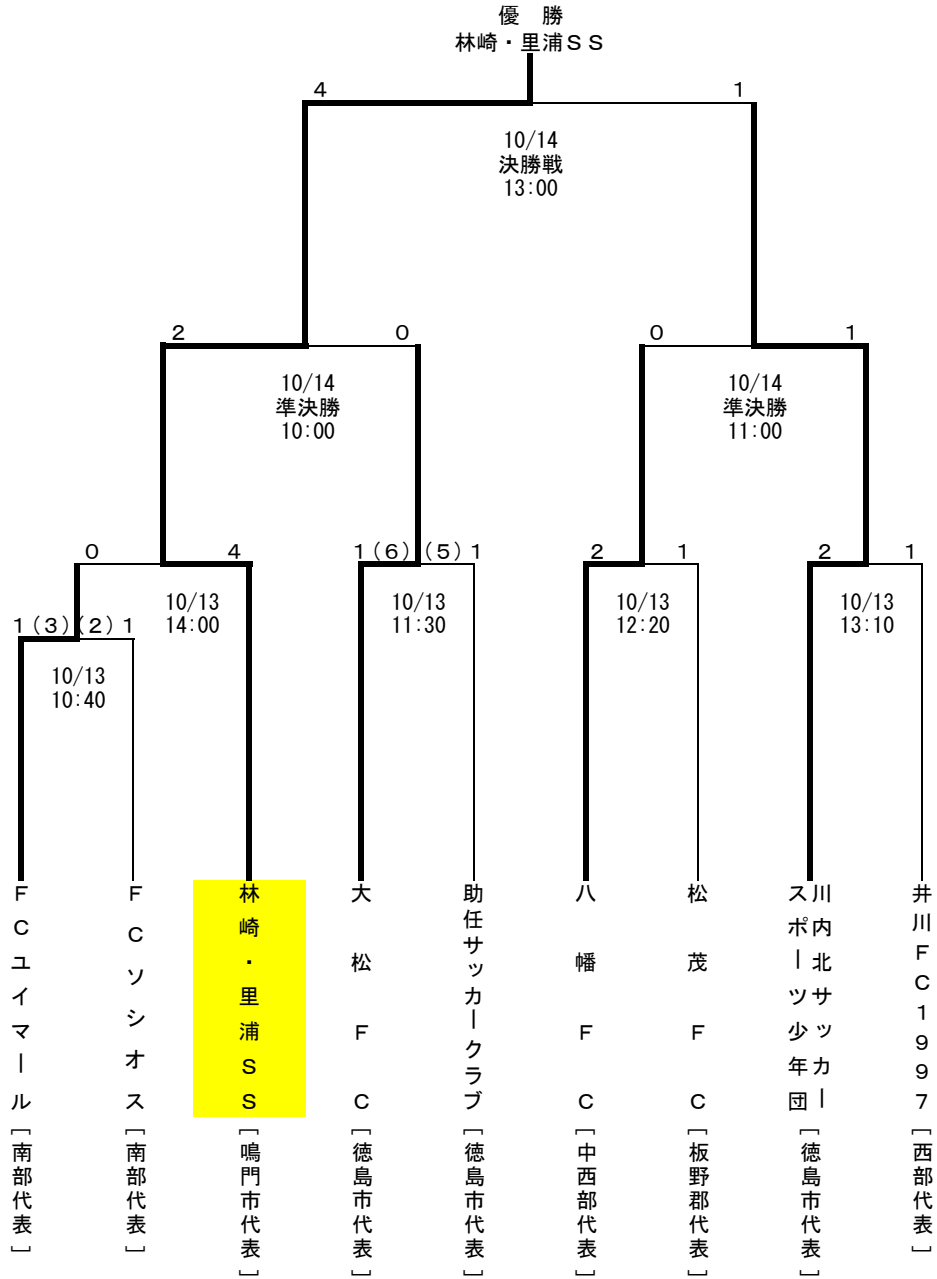 優　勝
林崎・里浦ＳＳ
4
1
10/14
決勝戦
13:00
2
0
0
1
10/14
準決勝
10:00
10/14
準決勝
11:00
0
4
1（6）（5）1
2
1
2
1
10/13
14:00
10/13
11:30
10/13
12:20
10/13
13:10
1（3）（2）1
10/13
10:40
ＦＣユイマール［南部代表］
ＦＣソシオス［南部代表］
林崎・里浦ＳＳ［鳴門市代表］
大松ＦＣ［徳島市代表］
助任サッカークラブ［徳島市代表］
八幡ＦＣ［中西部代表］
松茂ＦＣ［板野郡代表］
川内北サッカー
スポーツ少年団
［徳島市代表］
井川ＦＣ１９９７［西部代表］